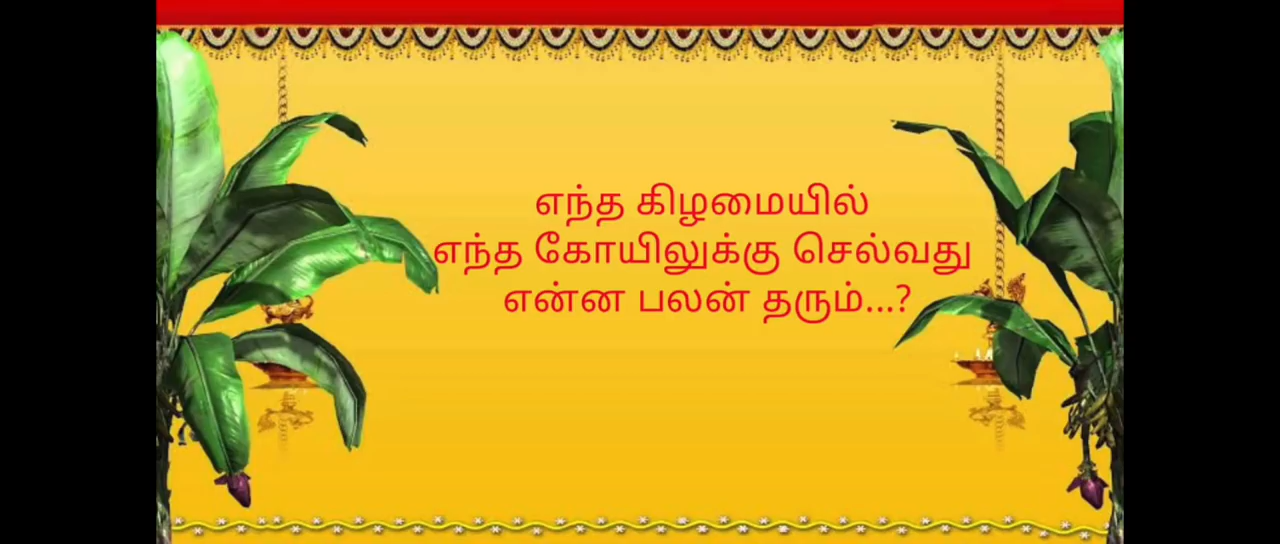 எந்த கிழமையில்
எந்த கோயிலுக்கு செல்வது
என்ன பலன் தரும்...?